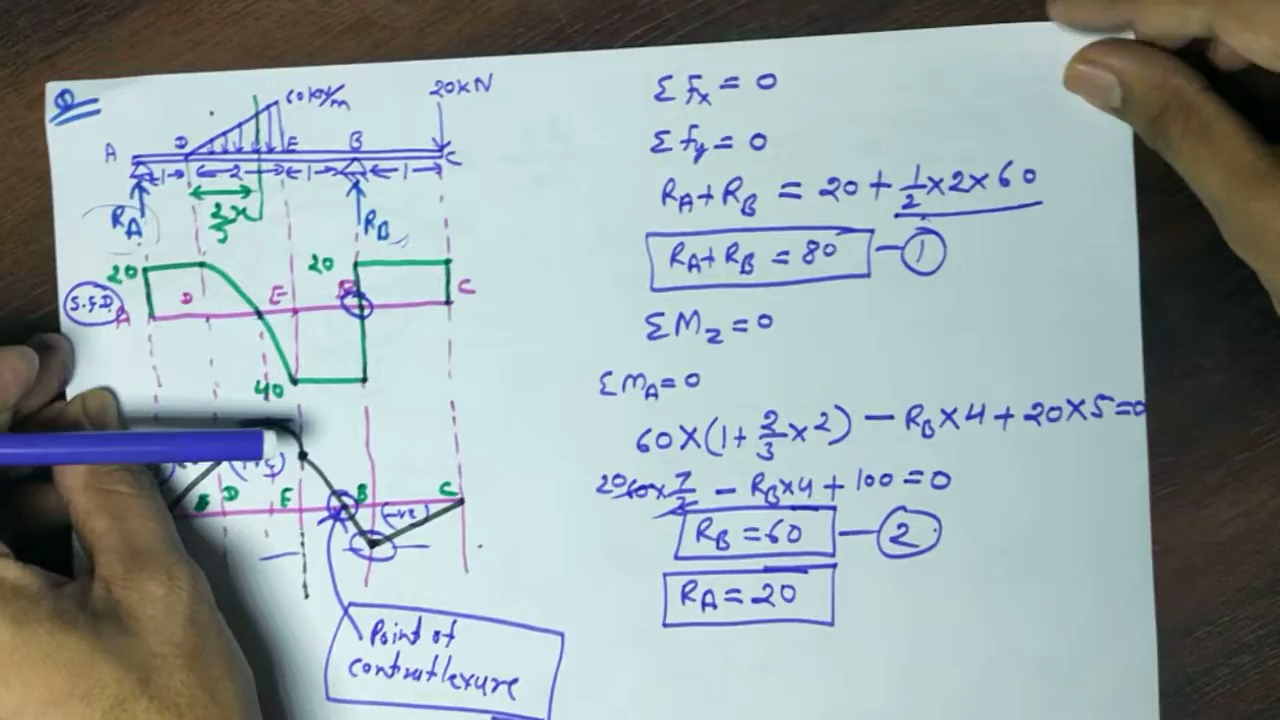 Q
60kN/m
20kN
A D E B C
1 2 1 1
RA
2/3 x
RB
20 20
S.F.D.
A D E B C
40
D E B C
(-ve)
Point of
contraflexure
Σfx = 0
Σfy = 0
RA+RB = 20 + 1/2 x 2 x 60
RA+RB = 80 — 1
ΣMz = 0
ΣMA=0
60 x (1 + 2/3 x 2) — RB x 4 + 20 x 5 = 0
20 60 x 7/3 — RB x 4 + 100 = 0
RB = 60 — 2
RA = 20